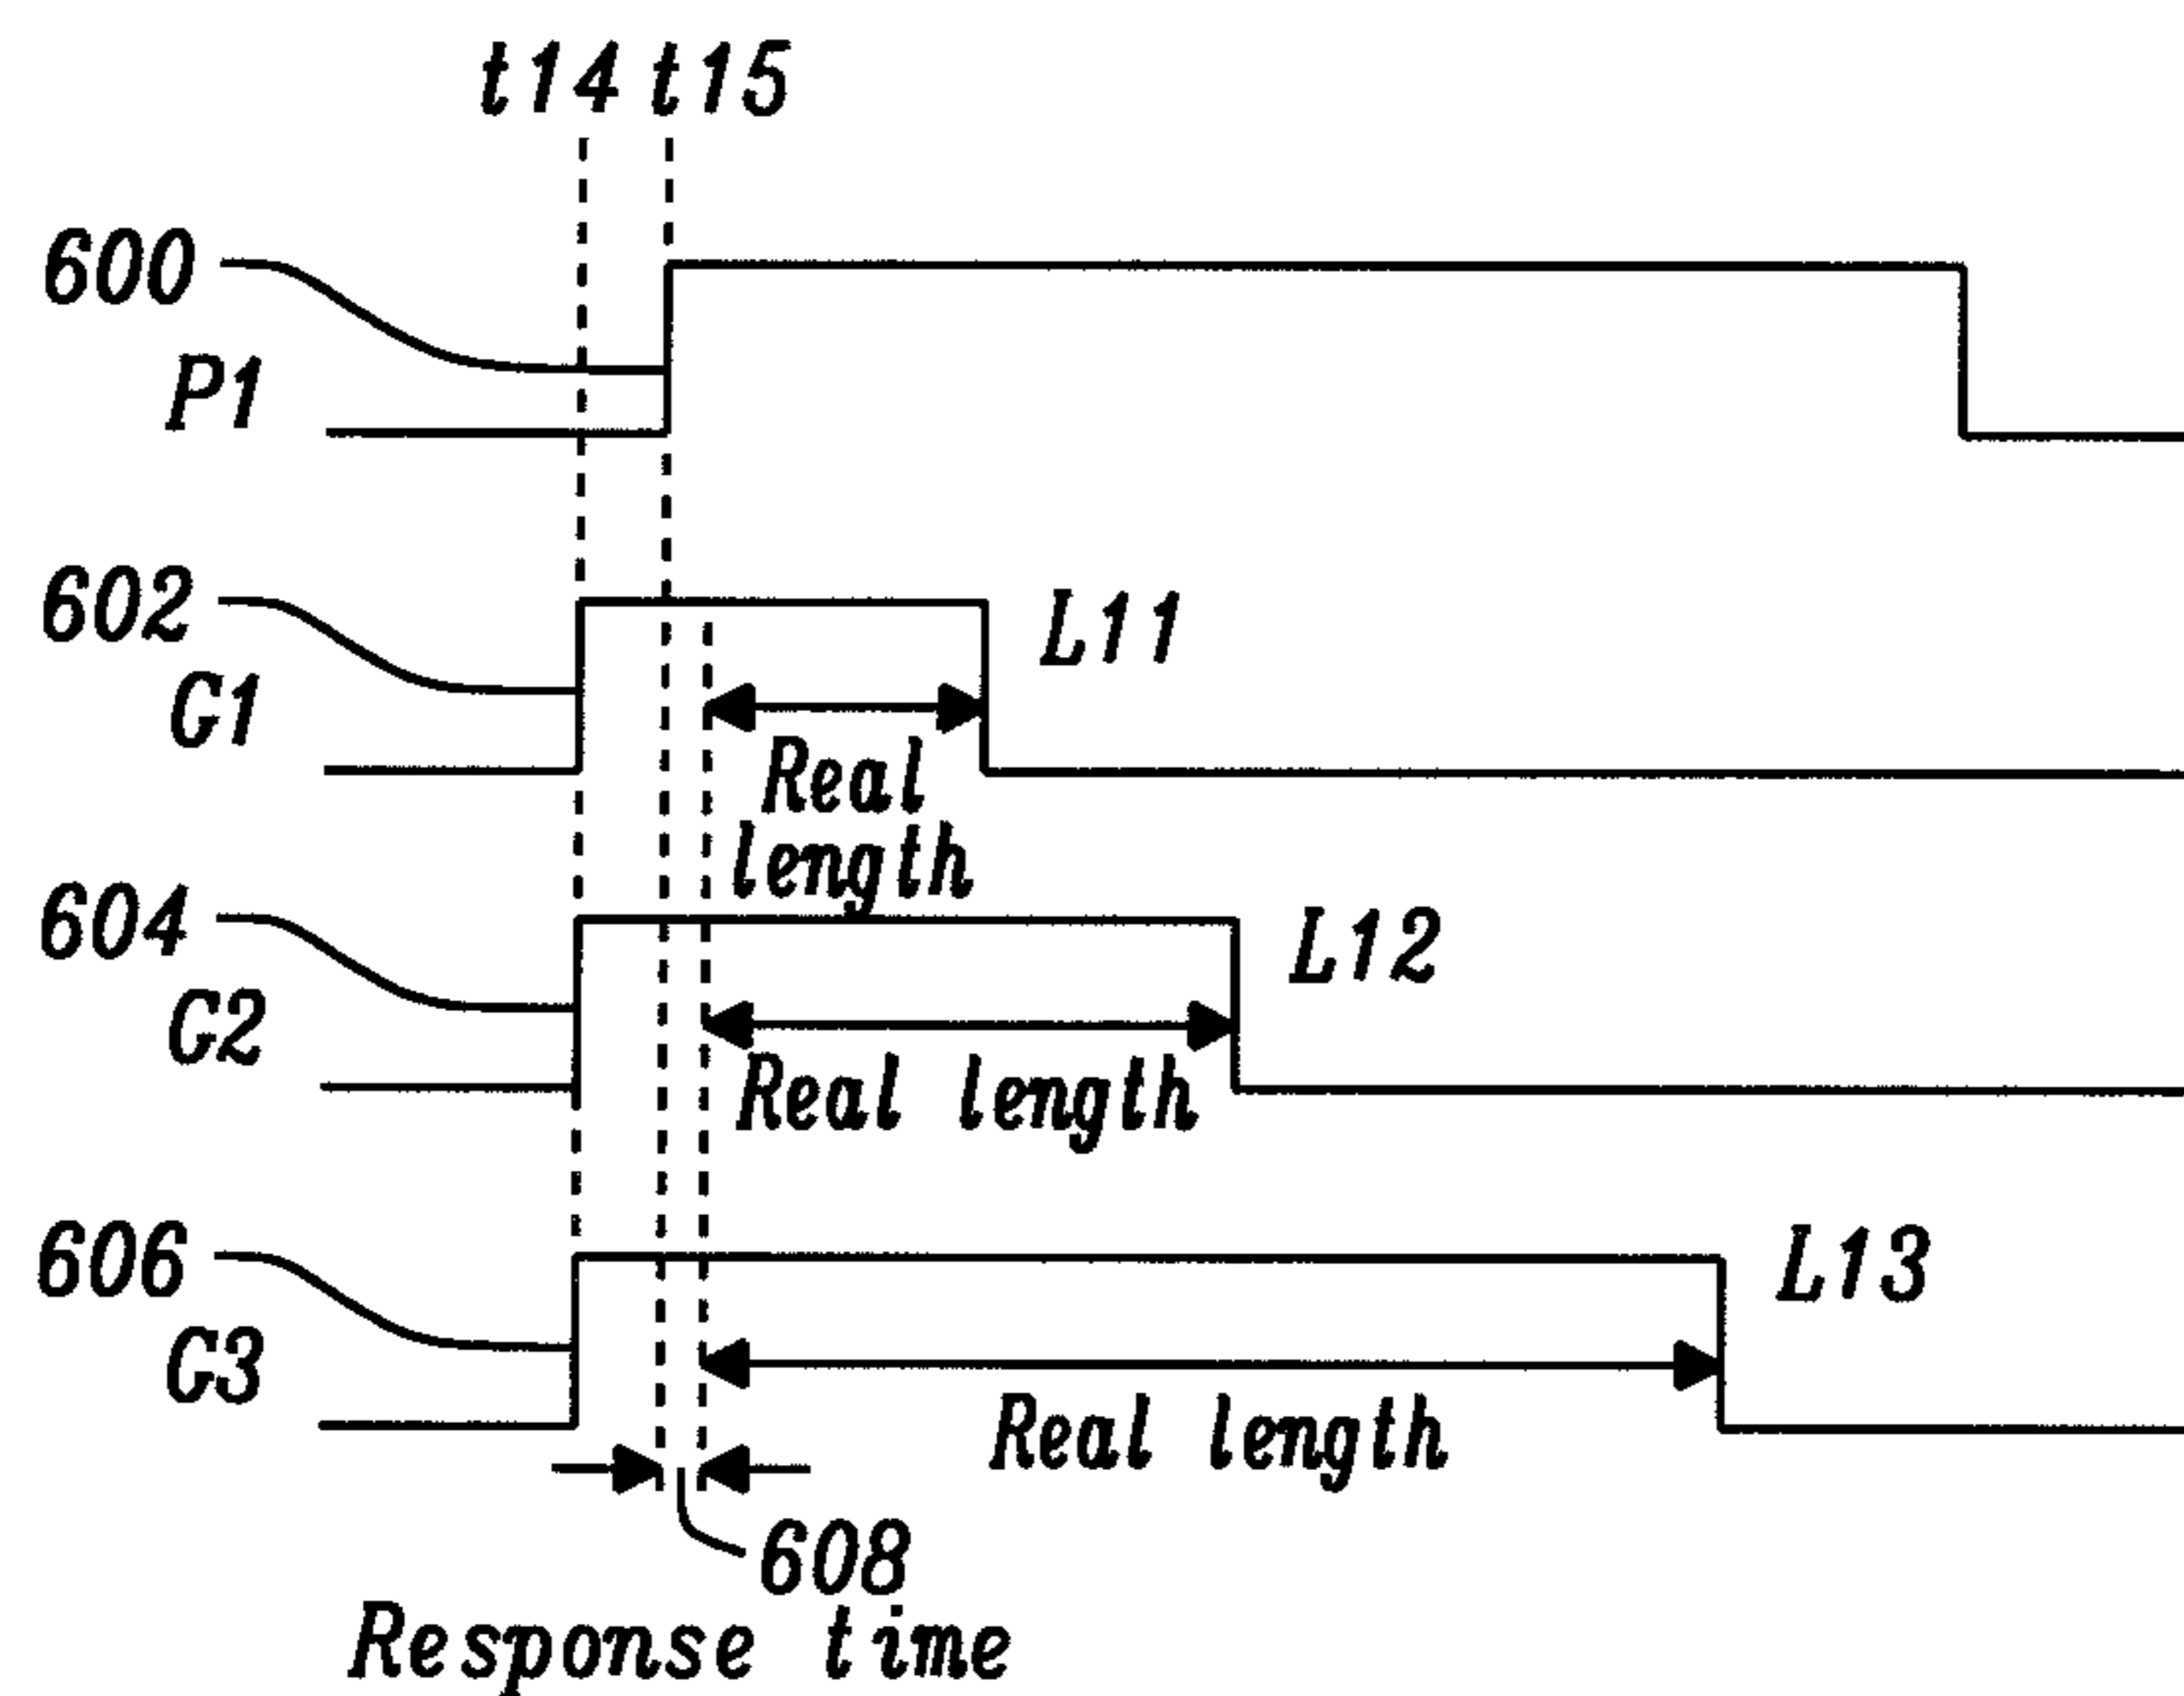 t14 t15
600
P1
602
G1
L11
Real
length
604
G2
L12
Real length
606
G3
L13
Real length
608
Response time